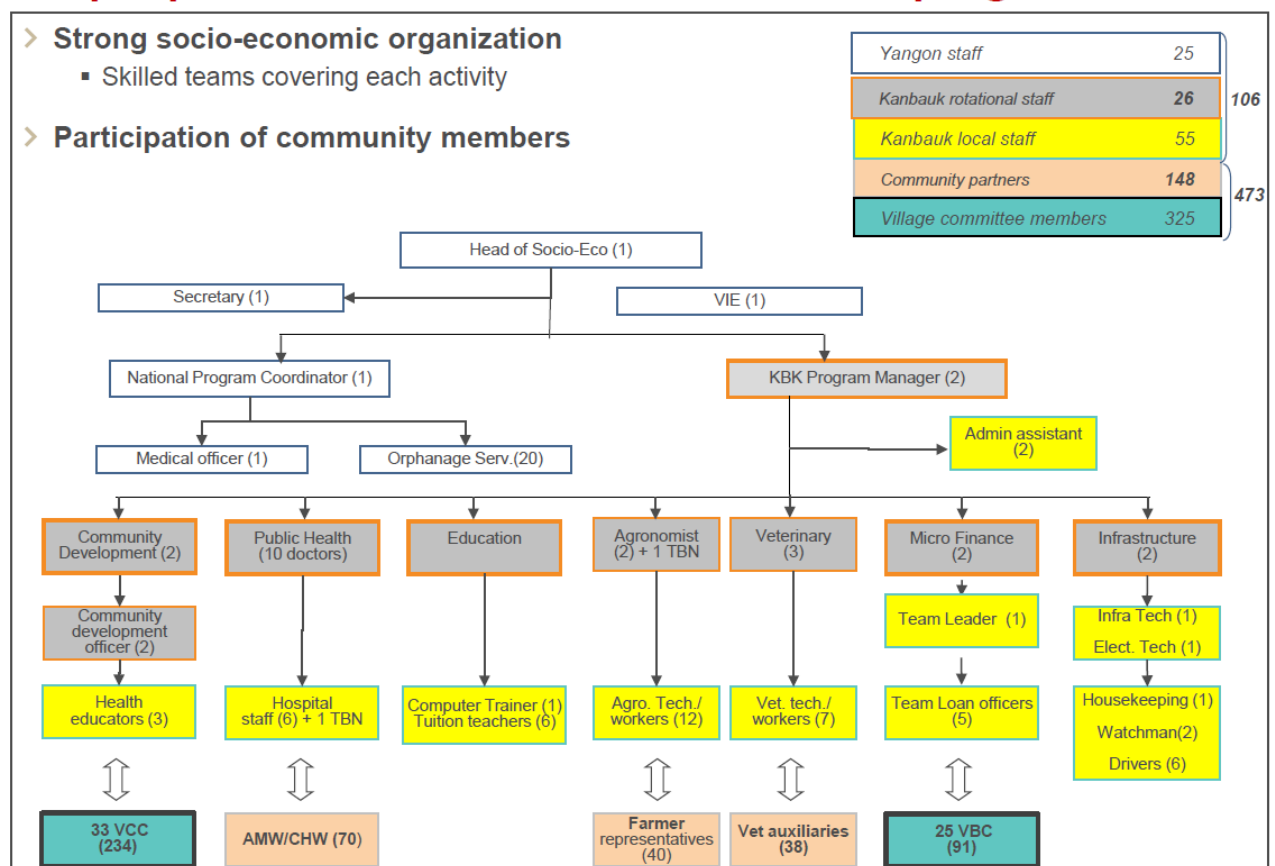 Strong socio-economic organization
Skilled teams covering each activity
Participation of community members
Yangon staff 25
Kanbauk rotational staff 26
Kanbauk local staff 55
106
Community partners 148
Village committee members 325
473
Head of Socio-Eco (1)
Secretary (1)
VIE (1)
National Program Coordinator (1)
KBK Program Manager (2)
Medical officer (1)
Orphanage Serv.(20)
Admin assistant
(2)
Community
Development (2)
Public Health
(10 doctors)
Education
Agronomist
(2) + 1 TBN
Veterinary
(3)
Micro Finance
(2)
Infrastructure
(2)
Community
development
officer (2)
Team Leader (1)
Infra Tech (1)
Elect. Tech (1)
Health
educators (3)
Hospital
staff (6) + 1 TBN
Computer Trainer (1)
Tuition teachers (6)
Agro. Tech./
workers (12)
Vet. tech./
workers (7)
Team Loan officers
(5)
Housekeeping (1)
Watchman(2)
Drivers (6)
33 VCC
(234)
AMW/CHW (70)
Farmer
representatives
(40)
Vet auxiliaries
(38)
25 VBC
(91)